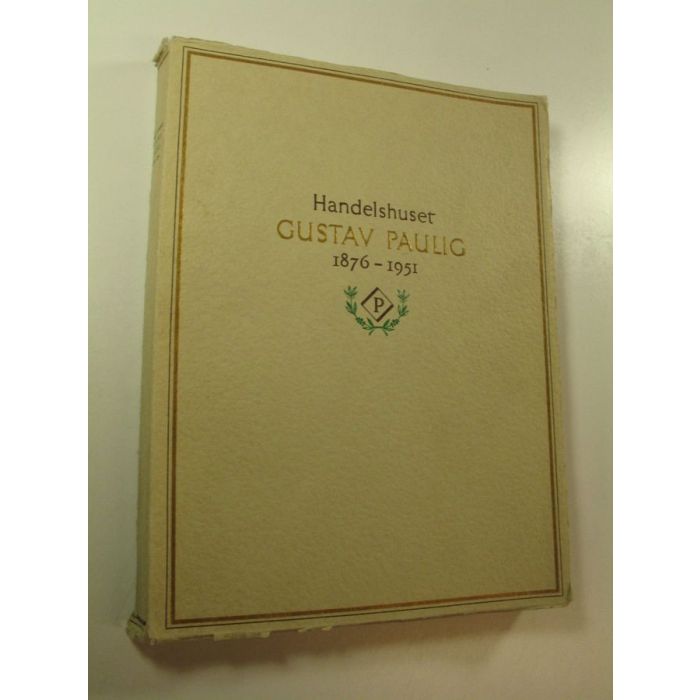 Handelshuset
GUSTAV PAULIG
1876 – 1951
P